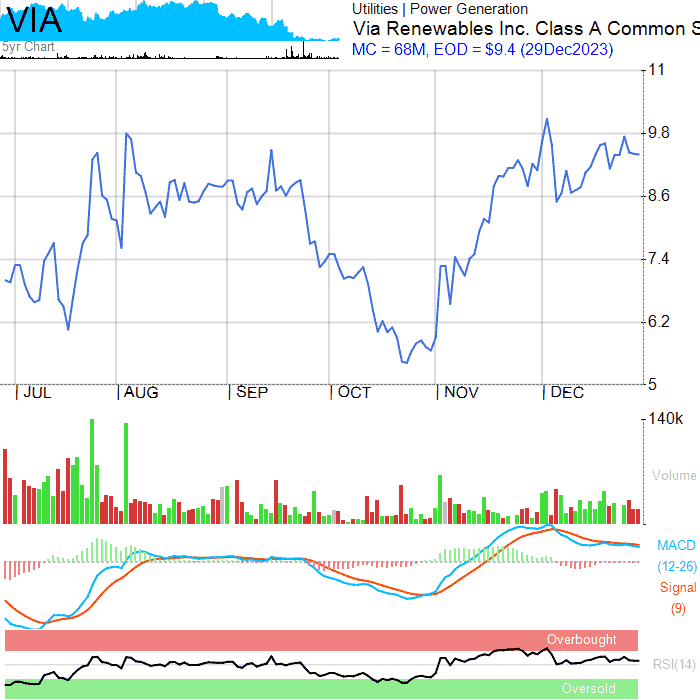 VIA
5yr Chart
Utilities | Power Generation
Via Renewables Inc. Class A Common S
MC = 68M, EOD = $9.4 (29Dec2023)
11
9.8
8.6
7.4
6.2
5
JUL AUG SEP OCT NOV DEC
140k
Volume
MACD
(12-26)
Signal
(9)
Overbought
RSI(14)
Oversold